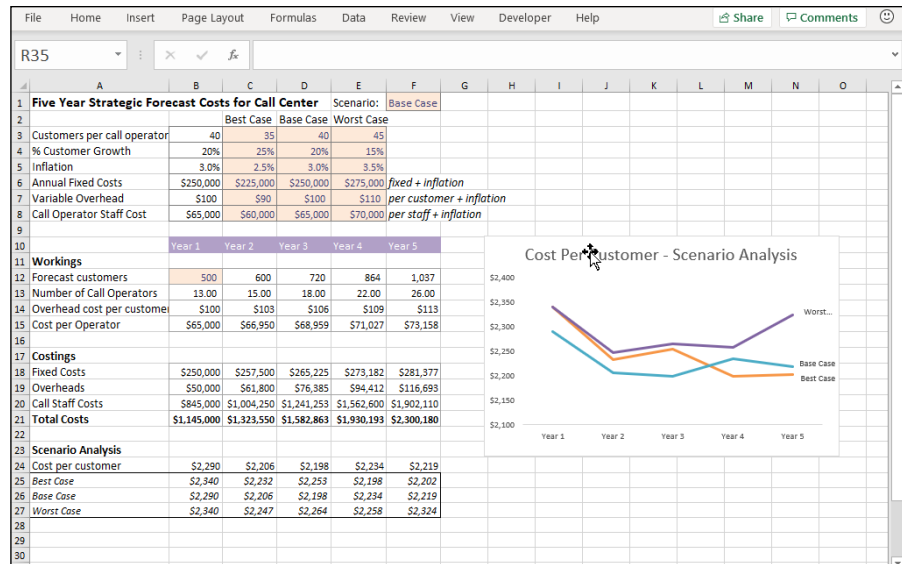 File Home Insert Page Layout Formulas Data Review View Developer Help Share Comments
R35 fx
A B C D E F G H I J K L M N O
1 Five Year Strategic Forecast Costs for Call Center Scenario: Base Case
2 Best Case Base Case Worst Case
3 Customers per call operator 40 35 40 45
4 % Customer Growth 20% 25% 20% 15%
5 Inflation 3.0% 2.5% 3.0% 3.5%
6 Annual Fixed Costs $250,000 $225,000 $250,000 $275,000 fixed + inflation
7 Variable Overhead $100 $90 $100 $110 per customer + inflation
8 Call Operator Staff Cost $65,000 $60,000 $65,000 $70,000 per staff + inflation
9
10 Year 1 Year 2 Year 3 Year 4 Year 5
11 Workings
12 Forecast customers 500 600 720 864 1,037
13 Number of Call Operators 13.00 15.00 18.00 22.00 26.00
14 Overhead cost per customer $100 $103 $106 $109 $113
15 Cost per Operator $65,000 $66,950 $68,959 $71,027 $73,158
16
17 Costings
18 Fixed Costs $250,000 $257,500 $265,225 $273,182 $281,377
19 Overheads $50,000 $61,800 $76,385 $94,412 $116,693
20 Call Staff Costs $845,000 $1,004,250 $1,241,253 $1,562,600 $1,902,110
21 Total Costs $1,145,000 $1,323,550 $1,582,863 $1,930,193 $2,300,180
22
23 Scenario Analysis
24 Cost per customer $2,290 $2,206 $2,198 $2,234 $2,219
25 Best Case $2,340 $2,232 $2,253 $2,198 $2,202
26 Base Case $2,290 $2,206 $2,198 $2,234 $2,219
27 Worst Case $2,340 $2,247 $2,264 $2,258 $2,324
28
29
30
Cost Per Customer - Scenario Analysis
$2,400
$2,350
$2,300
$2,250
$2,200
$2,150
$2,100
Worst...
Base Case
Best Case
Year 1 Year 2 Year 3 Year 4 Year 5